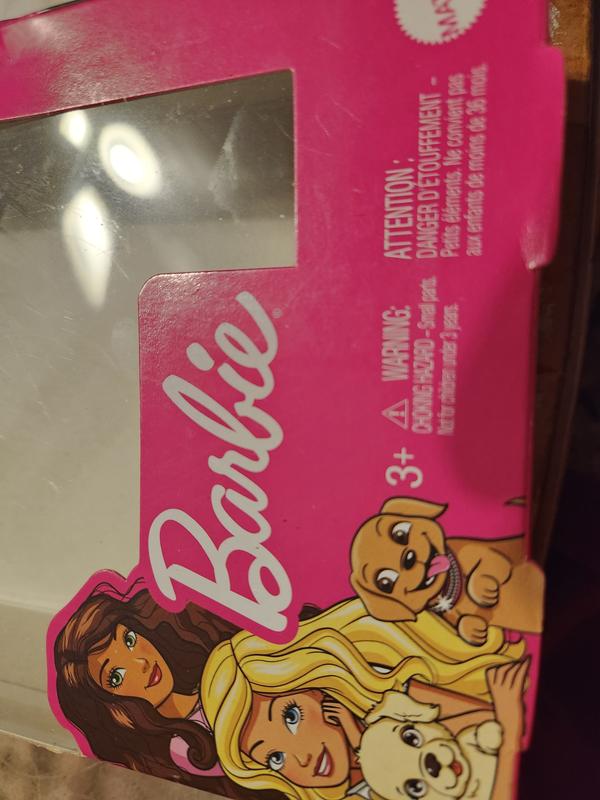 Barbie®
3+
⚠ WARNING:
CHOKING HAZARD – Small parts.
Not for children under 3 years.
ATTENTION :
DANGER D'ÉTOUFFEMENT –
Petits éléments. Ne convient pas
aux enfants de moins de 36 mois.